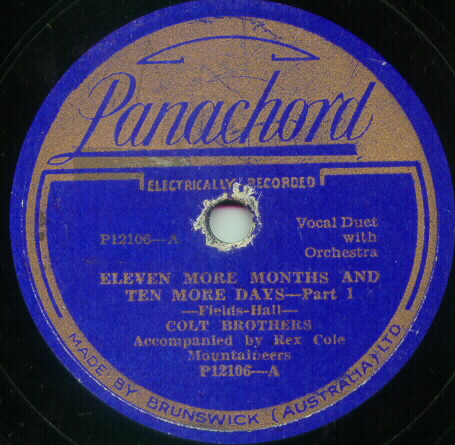 Panachord
ELECTRICALLY RECORDED
P12106—A
Vocal Duet
with
Orchestra
ELEVEN MORE MONTHS AND
TEN MORE DAYS—Part 1
—Fields-Hall—
COLT BROTHERS
Accompanied by Rex Cole
Mountaineers
P12106—A
MADE BY BRUNSWICK (AUSTRALIA) LTD.